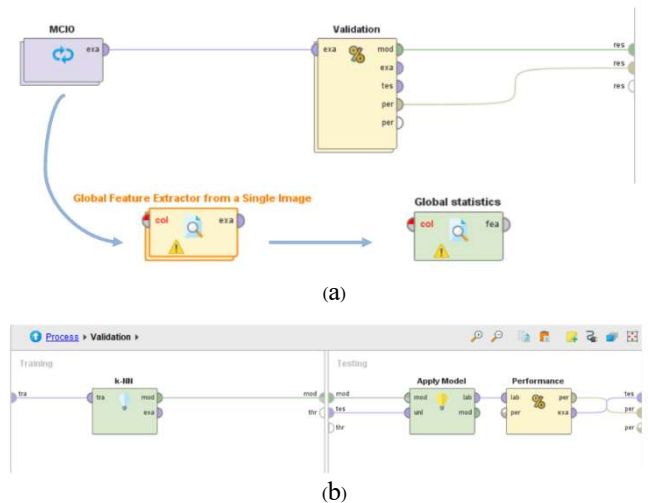 MCIO
exa
Validation
exa
mod
exa
tes
per
per
res
res
res
Global Feature Extractor from a Single Image
col
exa
Global statistics
col
fea
(a)
Process ▸ Validation ▸
Training
tra
k-NN
tra
mod
exa
mod
thr
Testing
mod
tes
thr
Apply Model
mod
unl
lab
mod
Performance
lab
per
per
exa
tes
per
per
(b)